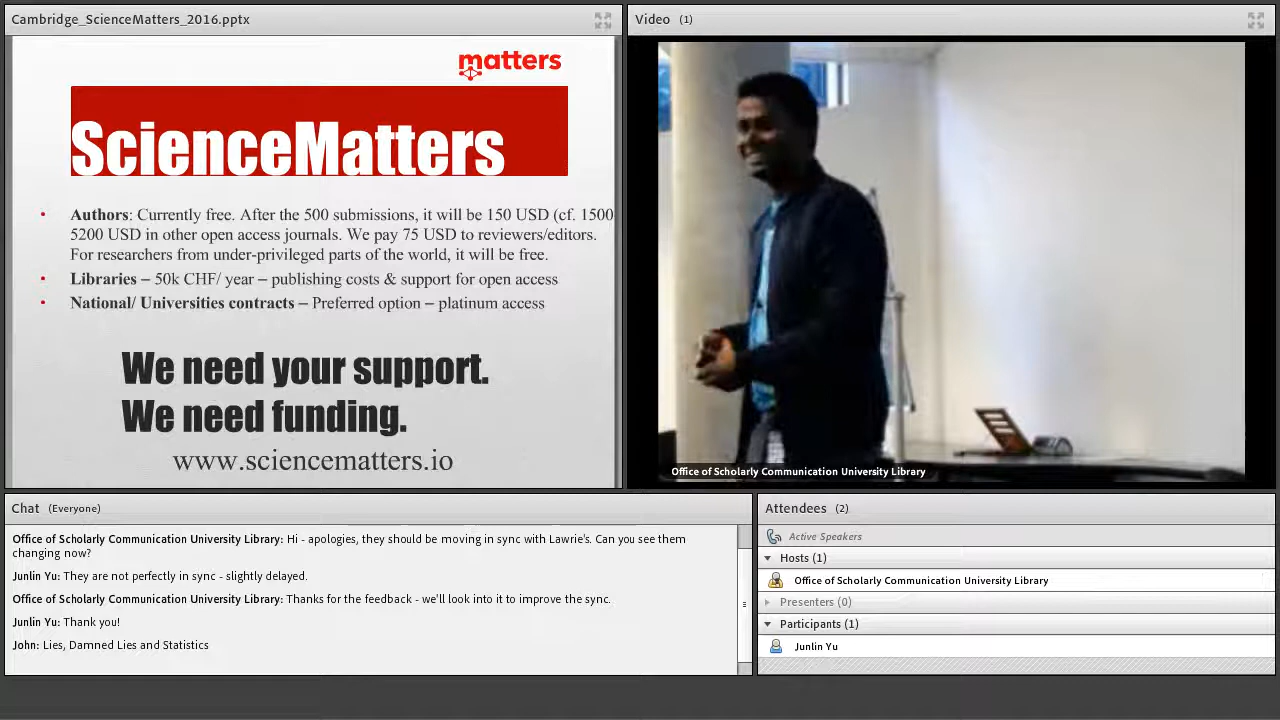 Cambridge_ScienceMatters_2016.pptx
matters
ScienceMatters
• Authors: Currently free. After the 500 submissions, it will be 150 USD (cf. 1500
5200 USD in other open access journals. We pay 75 USD to reviewers/editors.
For researchers from under-privileged parts of the world, it will be free.
• Libraries – 50k CHF/ year – publishing costs & support for open access
• National/ Universities contracts – Preferred option – platinum access
We need your support.
We need funding.
www.sciencematters.io
Video (1)
Office of Scholarly Communication University Library
Chat (Everyone)
Office of Scholarly Communication University Library: Hi - apologies, they should be moving in sync with Lawrie's. Can you see them
changing now?
Junlin Yu: They are not perfectly in sync - slightly delayed.
Office of Scholarly Communication University Library: Thanks for the feedback - we'll look into it to improve the sync.
Junlin Yu: Thank you!
John: Lies, Damned Lies and Statistics
Attendees (2)
Active Speakers
Hosts (1)
Office of Scholarly Communication University Library
Presenters (0)
Participants (1)
Junlin Yu